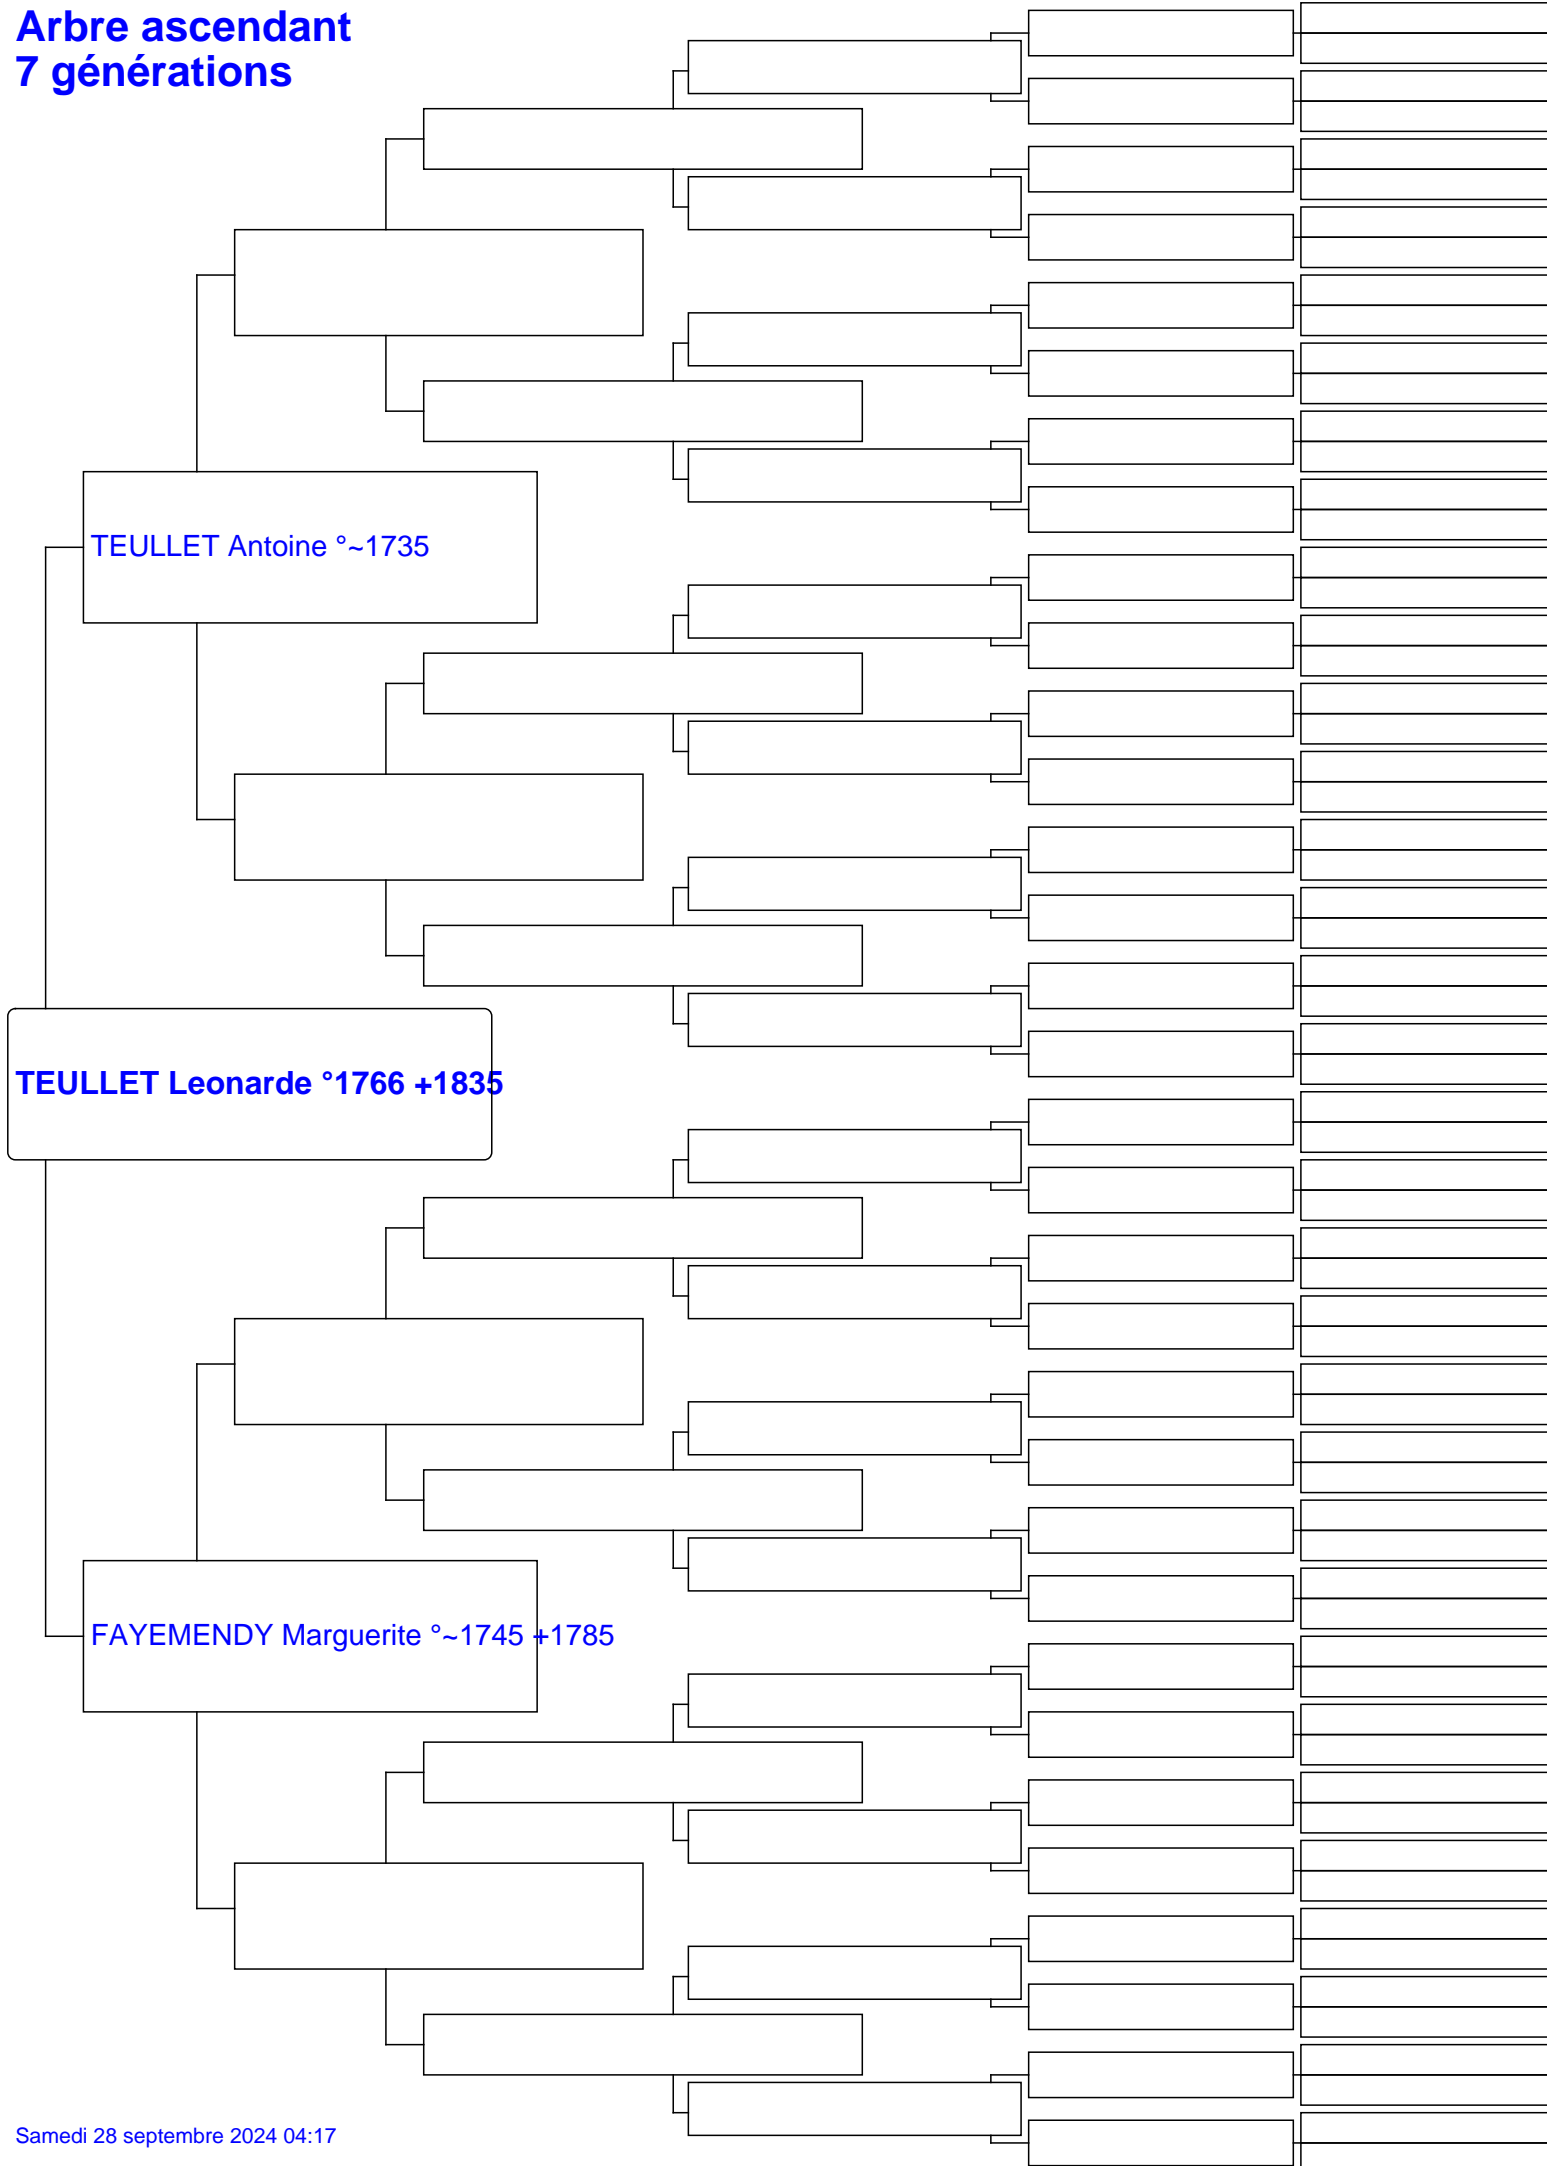 Arbre ascendant
7 générations
TEULLET Antoine °~1735
TEULLET Leonarde °1766 +1835
FAYEMENDY Marguerite °~1745 +1785
Samedi 28 septembre 2024 04:17